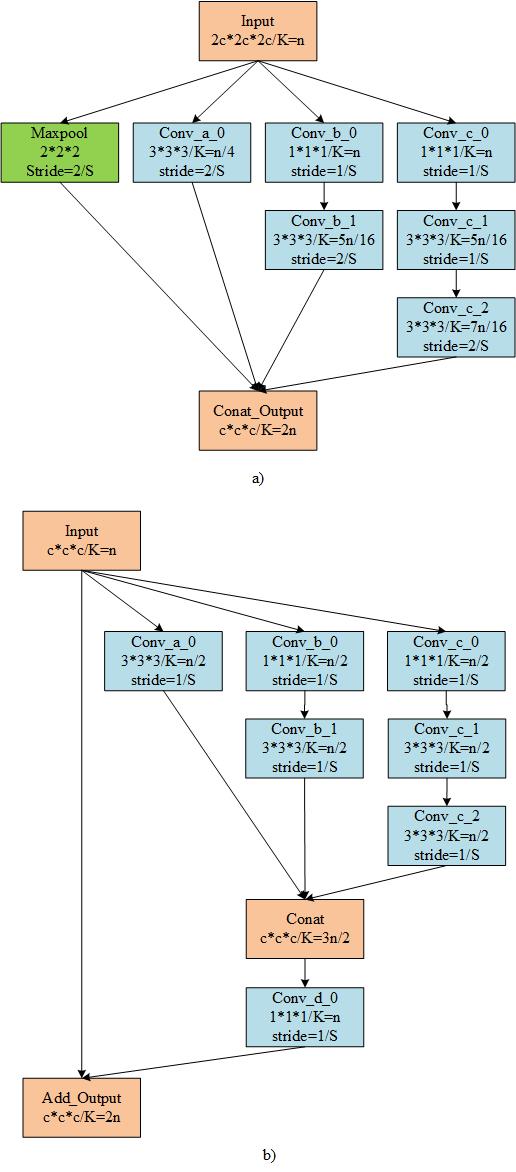 Input
2c*2c*2c/K=n
Maxpool
2*2*2
Stride=2/S
Conv_a_0
3*3*3/K=n/4
stride=2/S
Conv_b_0
1*1*1/K=n
stride=1/S
Conv_c_0
1*1*1/K=n
stride=1/S
Conv_b_1
3*3*3/K=5n/16
stride=2/S
Conv_c_1
3*3*3/K=5n/16
stride=1/S
Conv_c_2
3*3*3/K=7n/16
stride=2/S
Conat_Output
c*c*c/K=2n
a)
Input
c*c*c/K=n
Conv_a_0
3*3*3/K=n/2
stride=1/S
Conv_b_0
1*1*1/K=n/2
stride=1/S
Conv_c_0
1*1*1/K=n/2
stride=1/S
Conv_b_1
3*3*3/K=n/2
stride=1/S
Conv_c_1
3*3*3/K=n/2
stride=1/S
Conv_c_2
3*3*3/K=n/2
stride=1/S
Conat
c*c*c/K=3n/2
Conv_d_0
1*1*1/K=n
stride=1/S
Add_Output
c*c*c/K=2n
b)